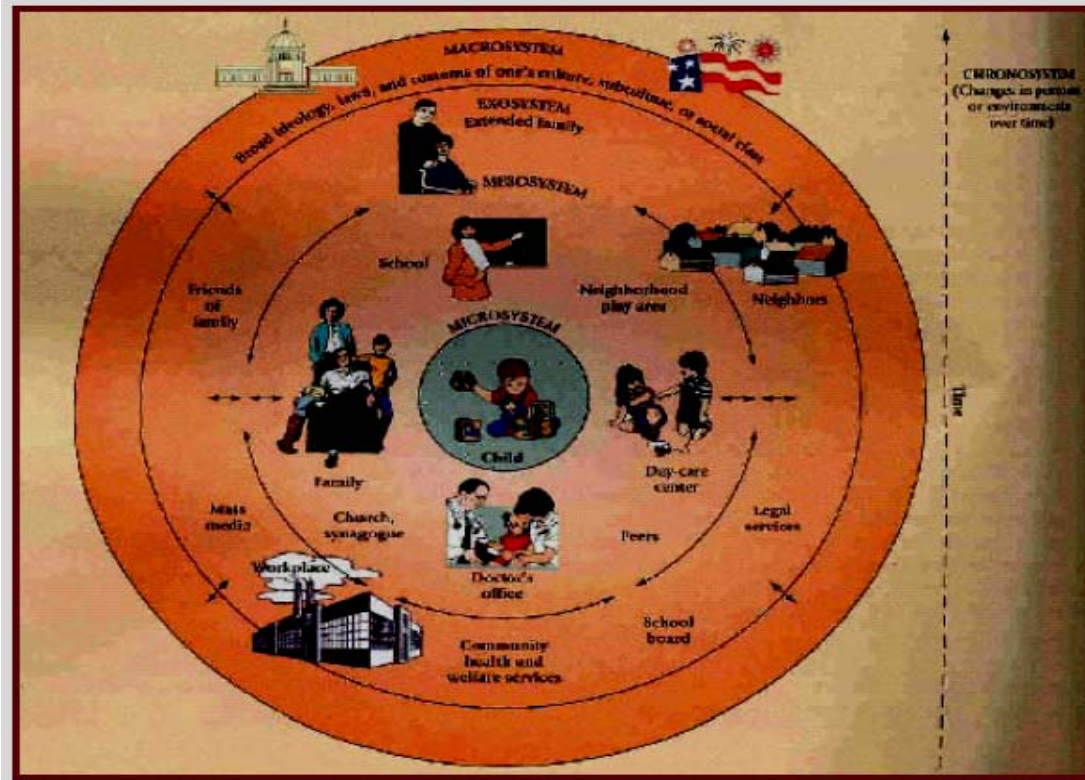 MACROSYSTEM
Broad ideology, laws, and customs of one's culture, subculture, or social class
EXOSYSTEM
Extended family
MESOSYSTEM
CHRONOSYSTEM
(Changes in person
or environments
over time)
School
Neighborhood
play area
Neighbors
Friends
of
family
MICROSYSTEM
Child
Time
Family
Day-care
center
Mass
media
Church,
synagogue
Peers
Legal
services
Workplace
Doctor's
office
School
board
Community
health and
welfare services